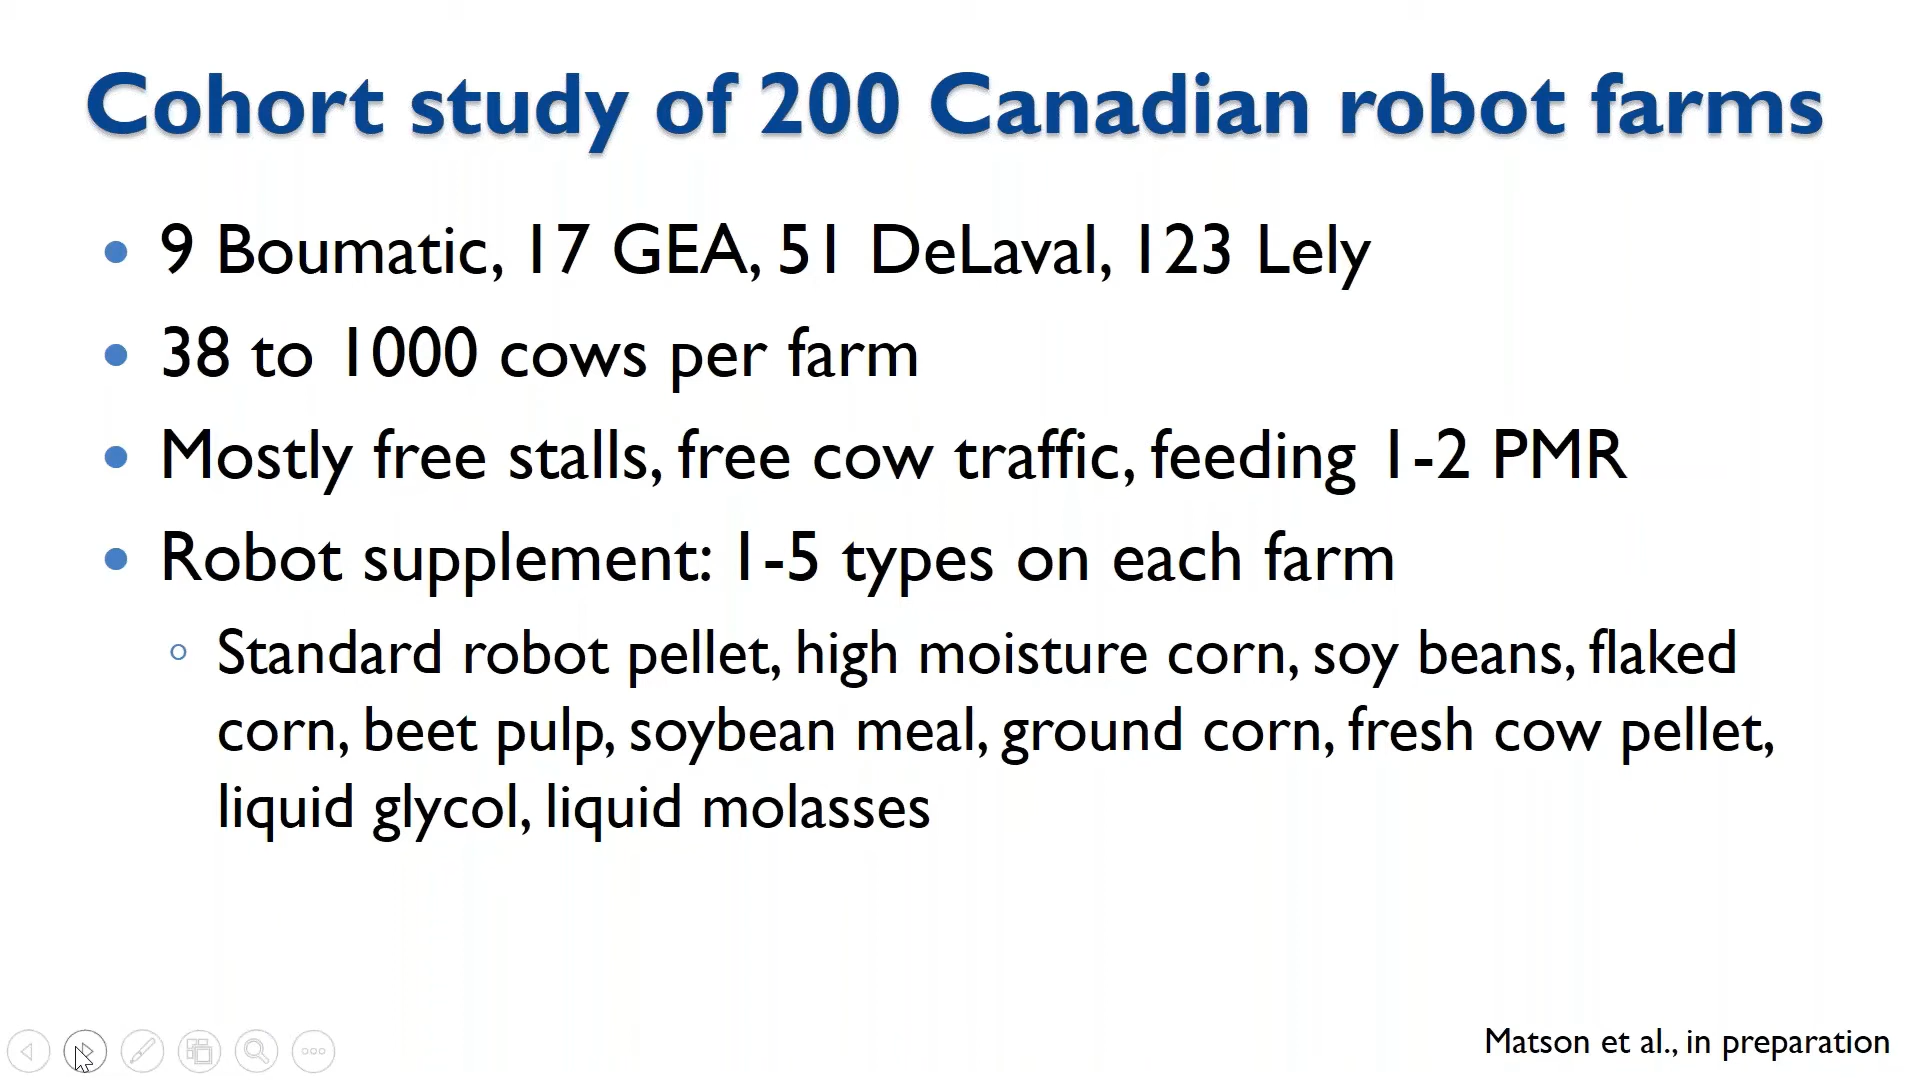 Cohort study of 200 Canadian robot farms
• 9 Boumatic, 17 GEA, 51 DeLaval, 123 Lely
• 38 to 1000 cows per farm
• Mostly free stalls, free cow traffic, feeding 1-2 PMR
• Robot supplement: 1-5 types on each farm
◦ Standard robot pellet, high moisture corn, soy beans, flaked
corn, beet pulp, soybean meal, ground corn, fresh cow pellet,
liquid glycol, liquid molasses
Matson et al., in preparation